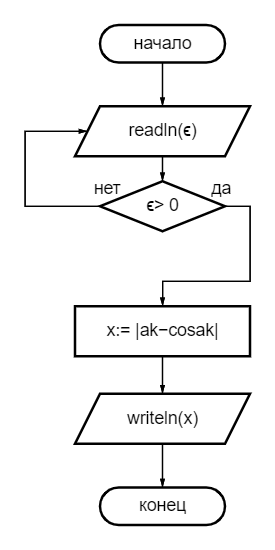 начало
readln(ϵ)
нет
да
ϵ> 0
x:= |ak−cosak|
writeln(x)
конец